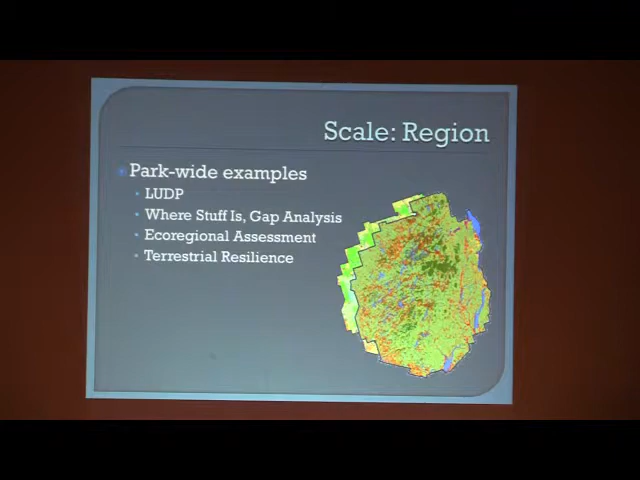 Scale: Region
Park-wide examples
LUDP
Where Stuff Is, Gap Analysis
Ecoregional Assessment
Terrestrial Resilience